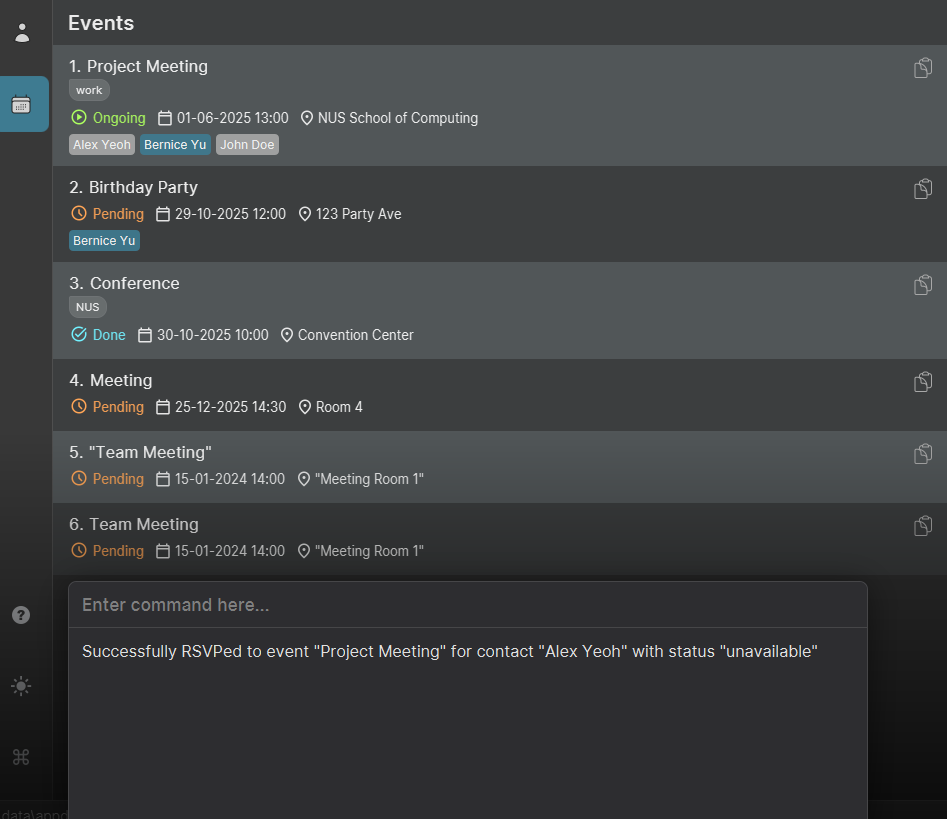 Events
1. Project Meeting
work
Ongoing 01-06-2025 13:00 NUS School of Computing
Alex Yeoh Bernice Yu John Doe
2. Birthday Party
Pending 29-10-2025 12:00 123 Party Ave
Bernice Yu
3. Conference
NUS
Done 30-10-2025 10:00 Convention Center
4. Meeting
Pending 25-12-2025 14:30 Room 4
5. "Team Meeting"
Pending 15-01-2024 14:00 "Meeting Room 1"
6. Team Meeting
Pending 15-01-2024 14:00 "Meeting Room 1"
Enter command here...
Successfully RSVPed to event "Project Meeting" for contact "Alex Yeoh" with status "unavailable"